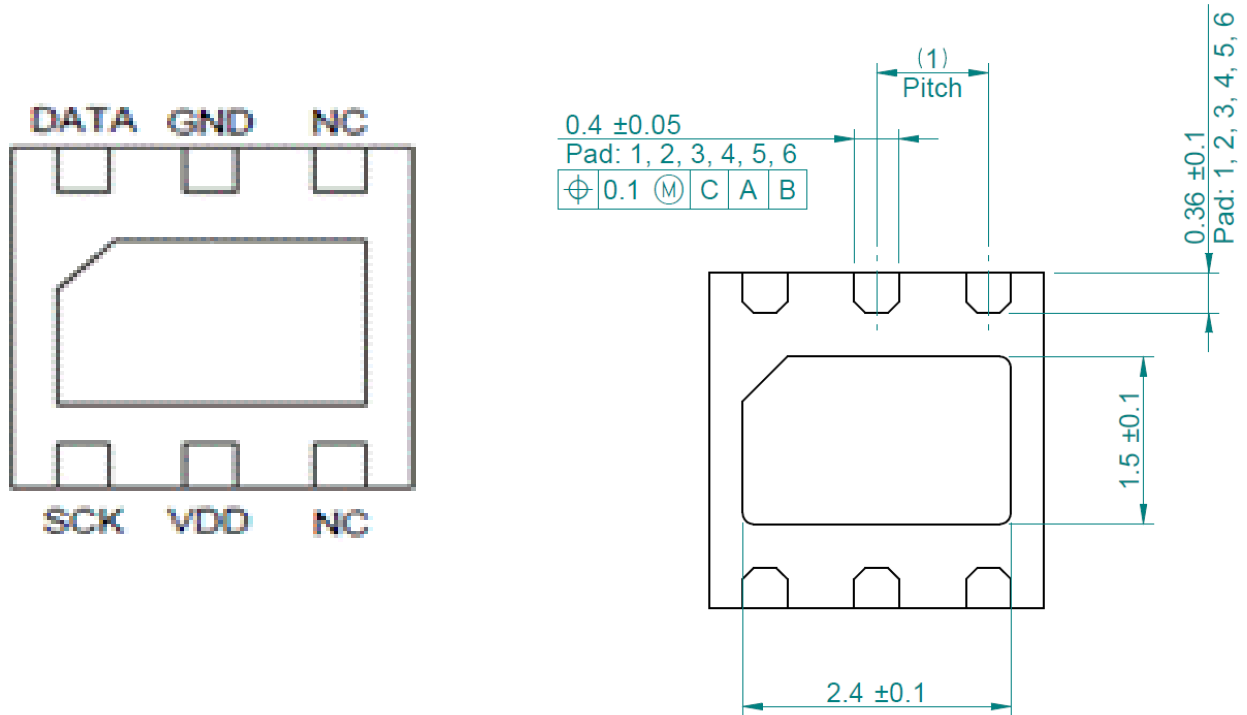 DATA GND NC
SCK VDD NC
(1)
Pitch
0.4 ±0.05
Pad: 1, 2, 3, 4, 5, 6
⌖ 0.1 Ⓜ C A B
0.36 ±0.1
Pad: 1, 2, 3, 4, 5, 6
1.5 ±0.1
2.4 ±0.1